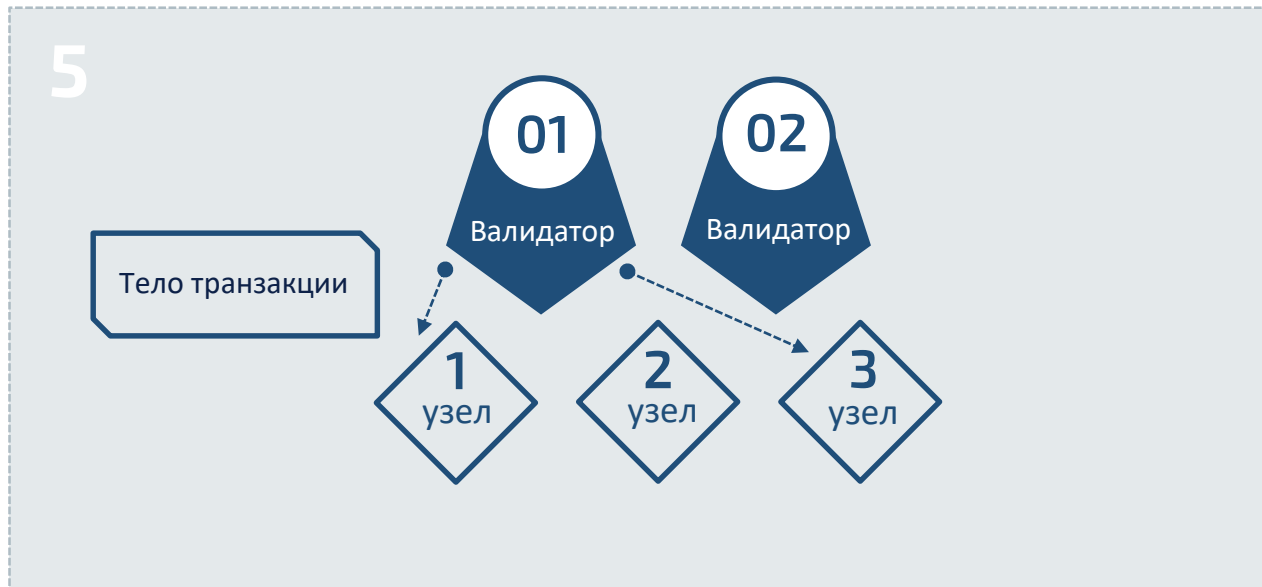 5
01
02
Валидатор
Валидатор
Тело транзакции
1
узел
2
узел
3
узел